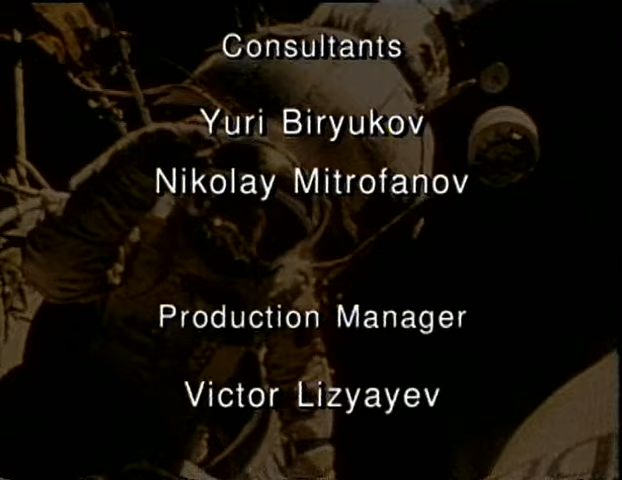 Consultants
Yuri Biryukov
Nikolay Mitrofanov
Production Manager
Victor Lizyayev